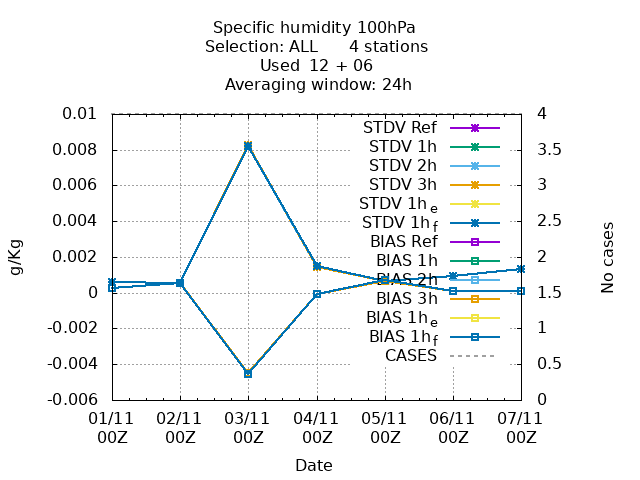 Specific humidity 100hPa
Selection: ALL      4 stations
Used  12 + 06
Averaging window: 24h
g/Kg
0.01
0.008
0.006
0.004
0.002
0
-0.002
-0.004
-0.006
STDV Ref
STDV 1h
STDV 2h
STDV 3h
STDV 1h e
STDV 1h f
BIAS Ref
BIAS 1h
BIAS 2h
BIAS 3h
BIAS 1h e
BIAS 1h f
CASES
4
3.5
3
2.5
2
1.5
1
0.5
0
No cases
01/11 02/11 03/11 04/11 05/11 06/11 07/11
00Z 00Z 00Z 00Z 00Z 00Z 00Z
Date